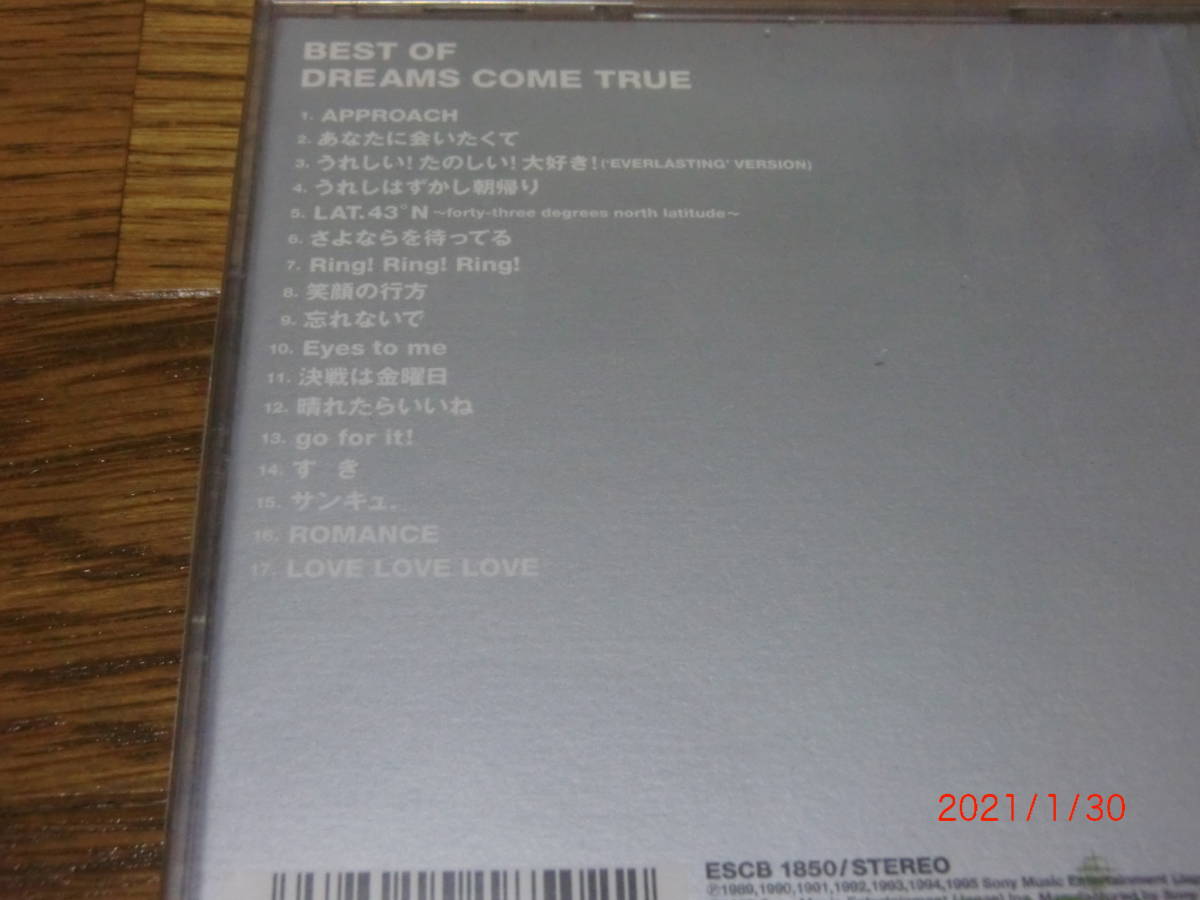 BEST OF
DREAMS COME TRUE
1. APPROACH
2. あなたに会いたくて
3. うれしい！たのしい！大好き！('EVERLASTING' VERSION)
4. うれしはずかし朝帰り
5. LAT.43°N ~forty-three degrees north latitude~
6. さよならを待ってる
7. Ring! Ring! Ring!
8. 笑顔の行方
9. 忘れないで
10. Eyes to me
11. 決戦は金曜日
12. 晴れたらいいね
13. go for it!
14. す き
15. サンキュ.
16. ROMANCE
17. LOVE LOVE LOVE
2021/1/30
ESCB 1850/STEREO
Ⓟ1989,1990,1991,1992,1993,1994,1995 Sony Music Entertainment